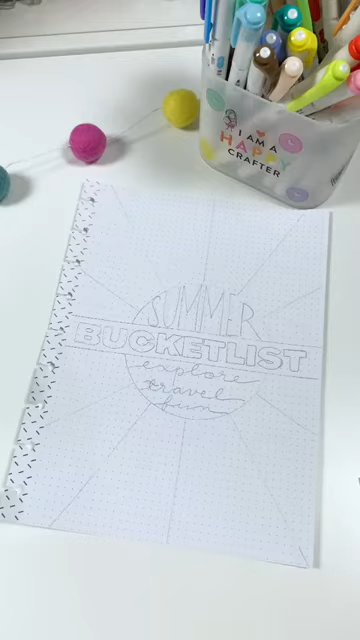 I AM A
HAPPY
CRAFTER
SUMMER
BUCKETLIST
explore
travel
fun